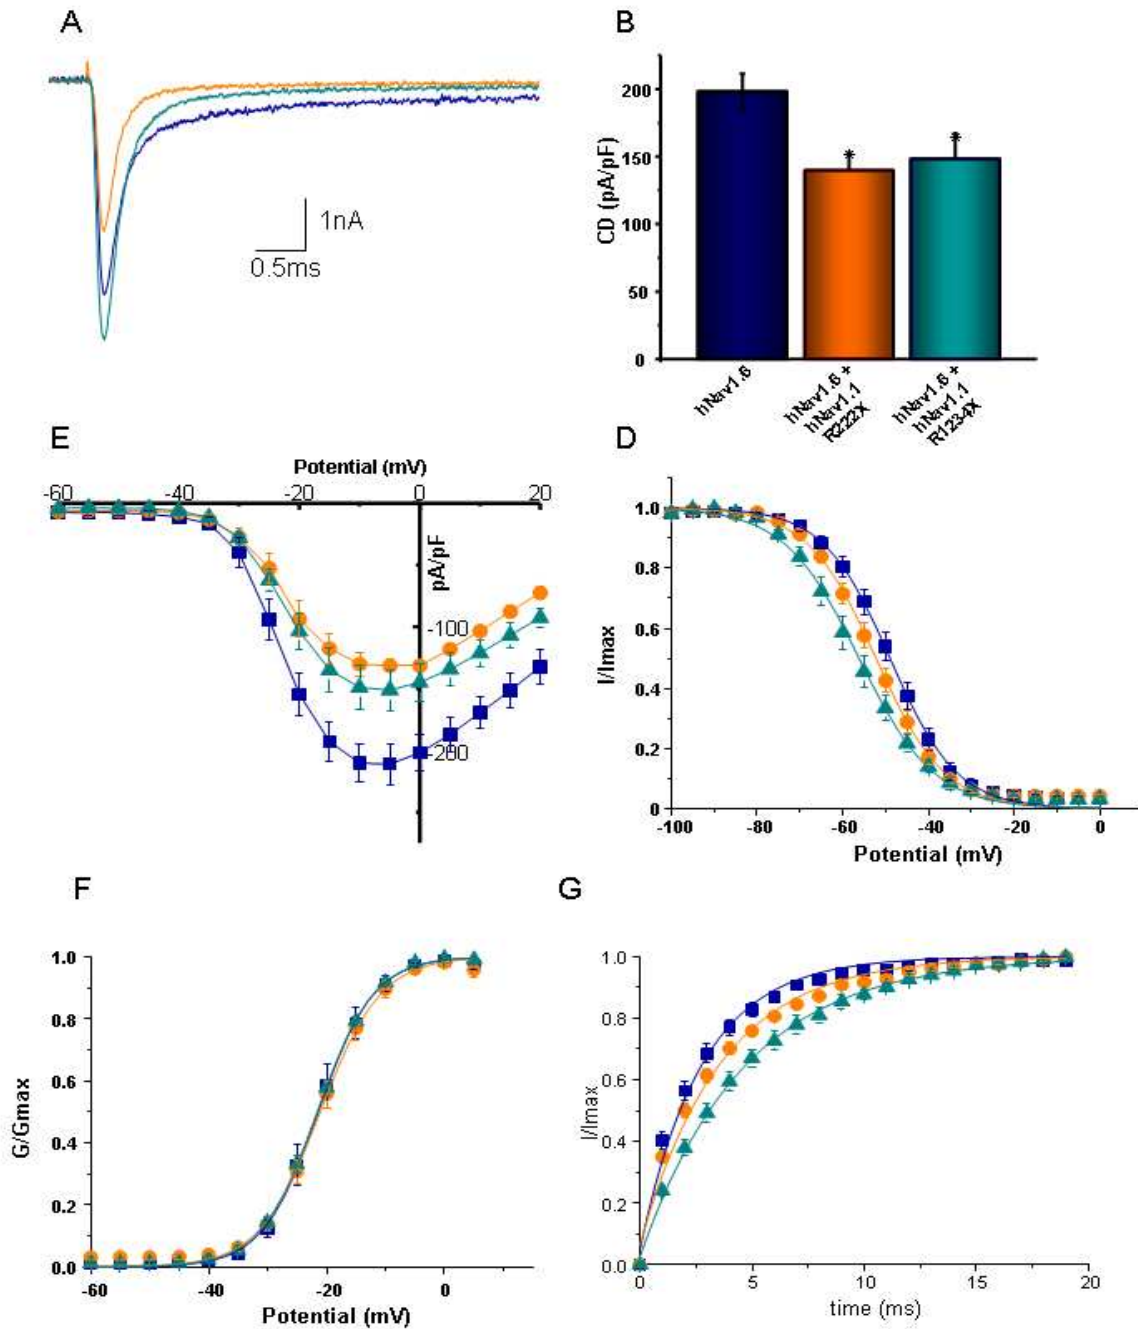 A
1nA
0.5ms
B
CD (pA/pF)
200
150
100
50
0
*
*
hNav1.6
hNav1.6 +
hNav1.1
R222X
hNav1.6 +
hNav1.1
R1234X
E
Potential (mV)
-60 -40 -20 0 20
pA/pF
-100
-200
D
I/Imax
1.0
0.8
0.6
0.4
0.2
0
-100 -80 -60 -40 -20 0
Potential (mV)
F
G/Gmax
1.0
0.8
0.6
0.4
0.2
0.0
-60 -40 -20 0
Potential (mV)
G
I/Imax
1.0
0.8
0.6
0.4
0.2
0.0
0 5 10 15 20
time (ms)